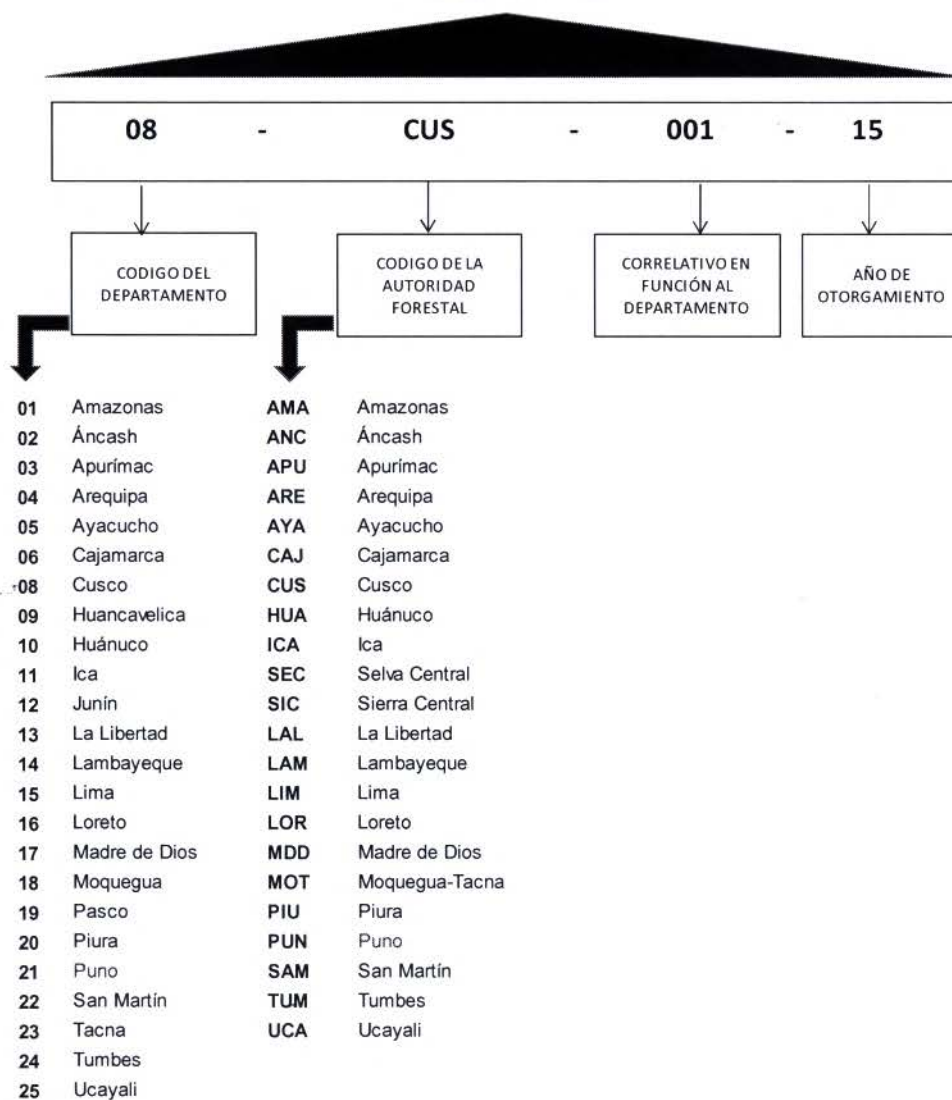 08 - CUS - 001 - 15
CODIGO DEL
DEPARTAMENTO
CODIGO DE LA
AUTORIDAD
FORESTAL
CORRELATIVO EN
FUNCIÓN AL
DEPARTAMENTO
AÑO DE
OTORGAMIENTO
01 Amazonas AMA Amazonas
02 Áncash ANC Áncash
03 Apurímac APU Apurímac
04 Arequipa ARE Arequipa
05 Ayacucho AYA Ayacucho
06 Cajamarca CAJ Cajamarca
08 Cusco CUS Cusco
09 Huancavelica HUA Huánuco
10 Huánuco ICA Ica
11 Ica SEC Selva Central
12 Junín SIC Sierra Central
13 La Libertad LAL La Libertad
14 Lambayeque LAM Lambayeque
15 Lima LIM Lima
16 Loreto LOR Loreto
17 Madre de Dios MDD Madre de Dios
18 Moquegua MOT Moquegua-Tacna
19 Pasco PIU Piura
20 Piura PUN Puno
21 Puno SAM San Martín
22 San Martín TUM Tumbes
23 Tacna UCA Ucayali
24 Tumbes
25 Ucayali